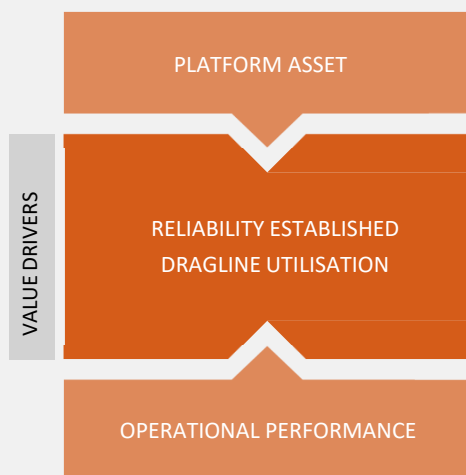 PLATFORM ASSET
VALUE DRIVERS
RELIABILITY ESTABLISHED
DRAGLINE UTILISATION
OPERATIONAL PERFORMANCE